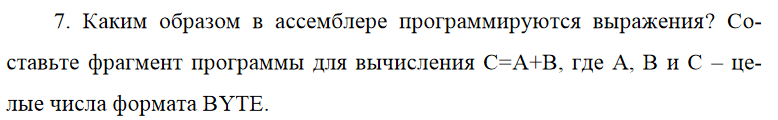 7. Каким образом в ассемблере программируются выражения? Со-
ставьте фрагмент программы для вычисления C=A+B, где A, B и C – це-
лые числа формата BYTE.